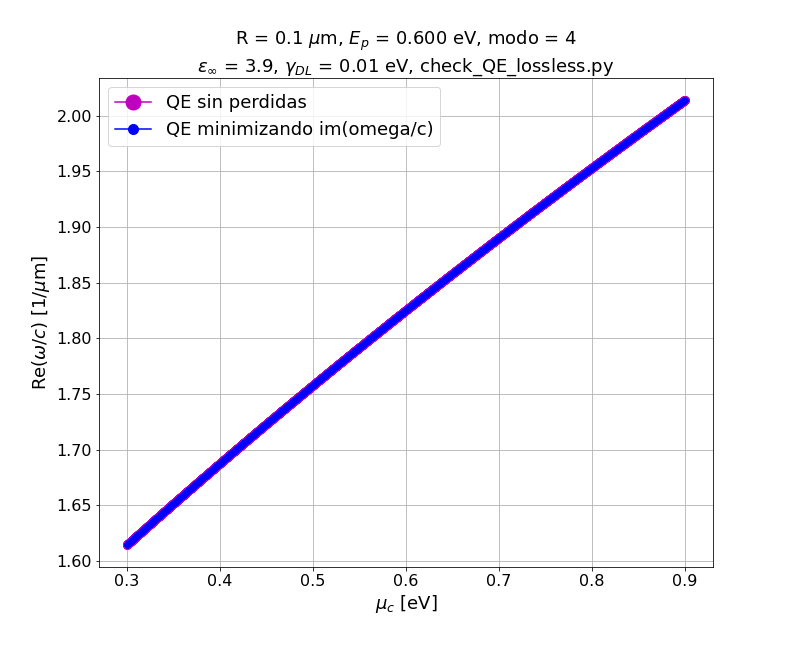 R = 0.1 μm, E_p = 0.600 eV, modo = 4
ε_∞ = 3.9, γ_DL = 0.01 eV, check_QE_lossless.py
QE sin perdidas
QE minimizando im(omega/c)
2.00
1.95
1.90
1.85
1.80
1.75
1.70
1.65
1.60
Re(ω/c) [1/μm]
0.3 0.4 0.5 0.6 0.7 0.8 0.9
μ_c [eV]